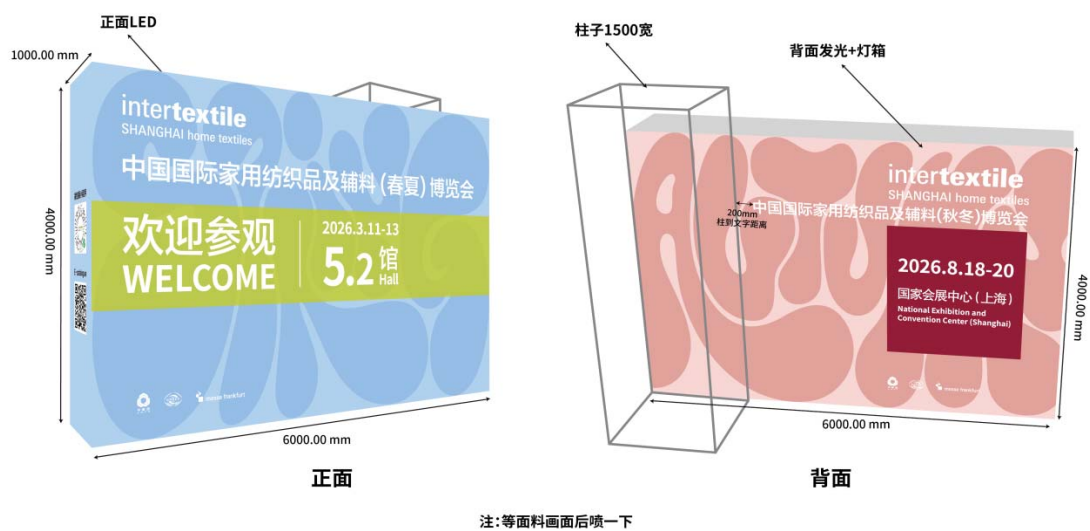 正面LED
1000.00 mm
4000.00 mm
intertextile
SHANGHAI home textiles
中国国际家用纺织品及辅料(春夏)博览会
欢迎参观
WELCOME
2026.3.11-13
5.2 馆
Hall
messe frankfurt
6000.00 mm
正面
柱子1500宽
背面发光+灯箱
intertextile
SHANGHAI home textiles
中国国际家用纺织品及辅料(秋冬)博览会
200mm
柱到文字距离
2026.8.18-20
国家会展中心(上海)
National Exhibition and
Convention Center (Shanghai)
messe frankfurt
4000.00 mm
6000.00 mm
背面
注:等面料画面后喷一下